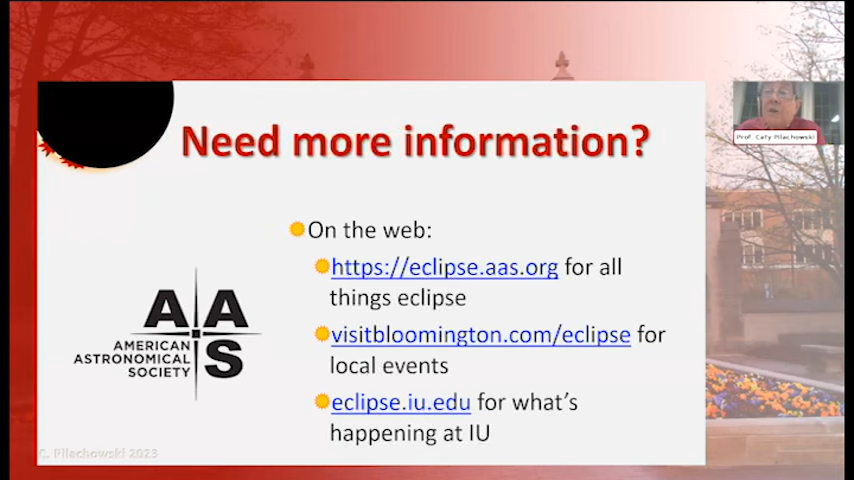 Need more information?
Prof. Caty Pilachowski
On the web:
https://eclipse.aas.org for all
things eclipse
visitbloomington.com/eclipse for
local events
eclipse.iu.edu for what's
happening at IU
AAS
AMERICAN
ASTRONOMICAL
SOCIETY
C. Pilachowski 2023